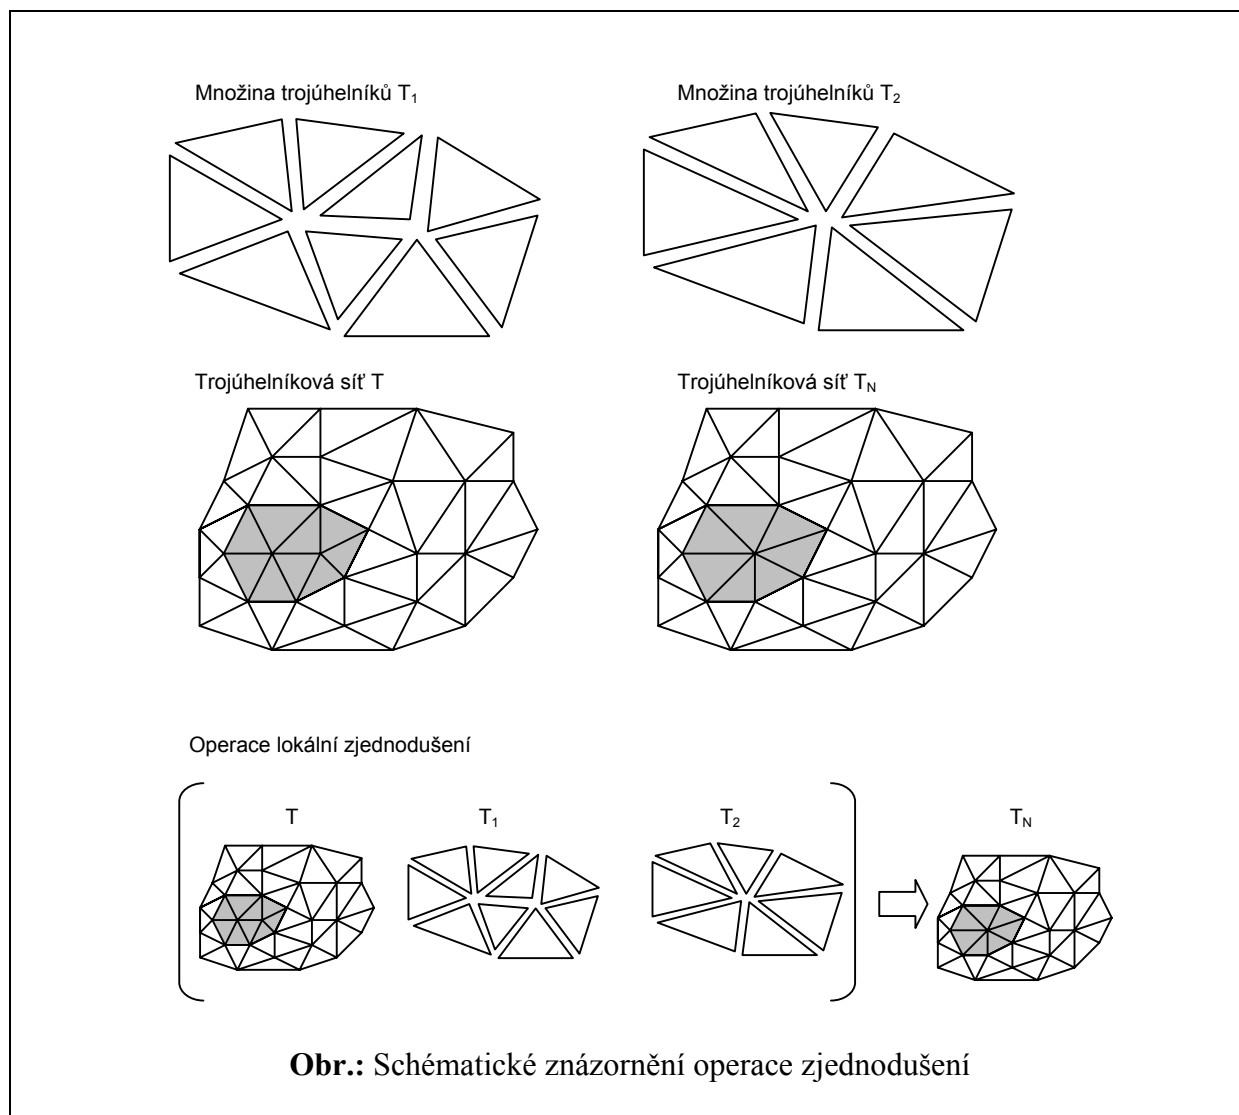 Množina trojúhelníků T1
Množina trojúhelníků T2
Trojúhelníková síť T
Trojúhelníková síť TN
Operace lokální zjednodušení
T
T1
T2
TN
Obr.: Schématické znázornění operace zjednodušení